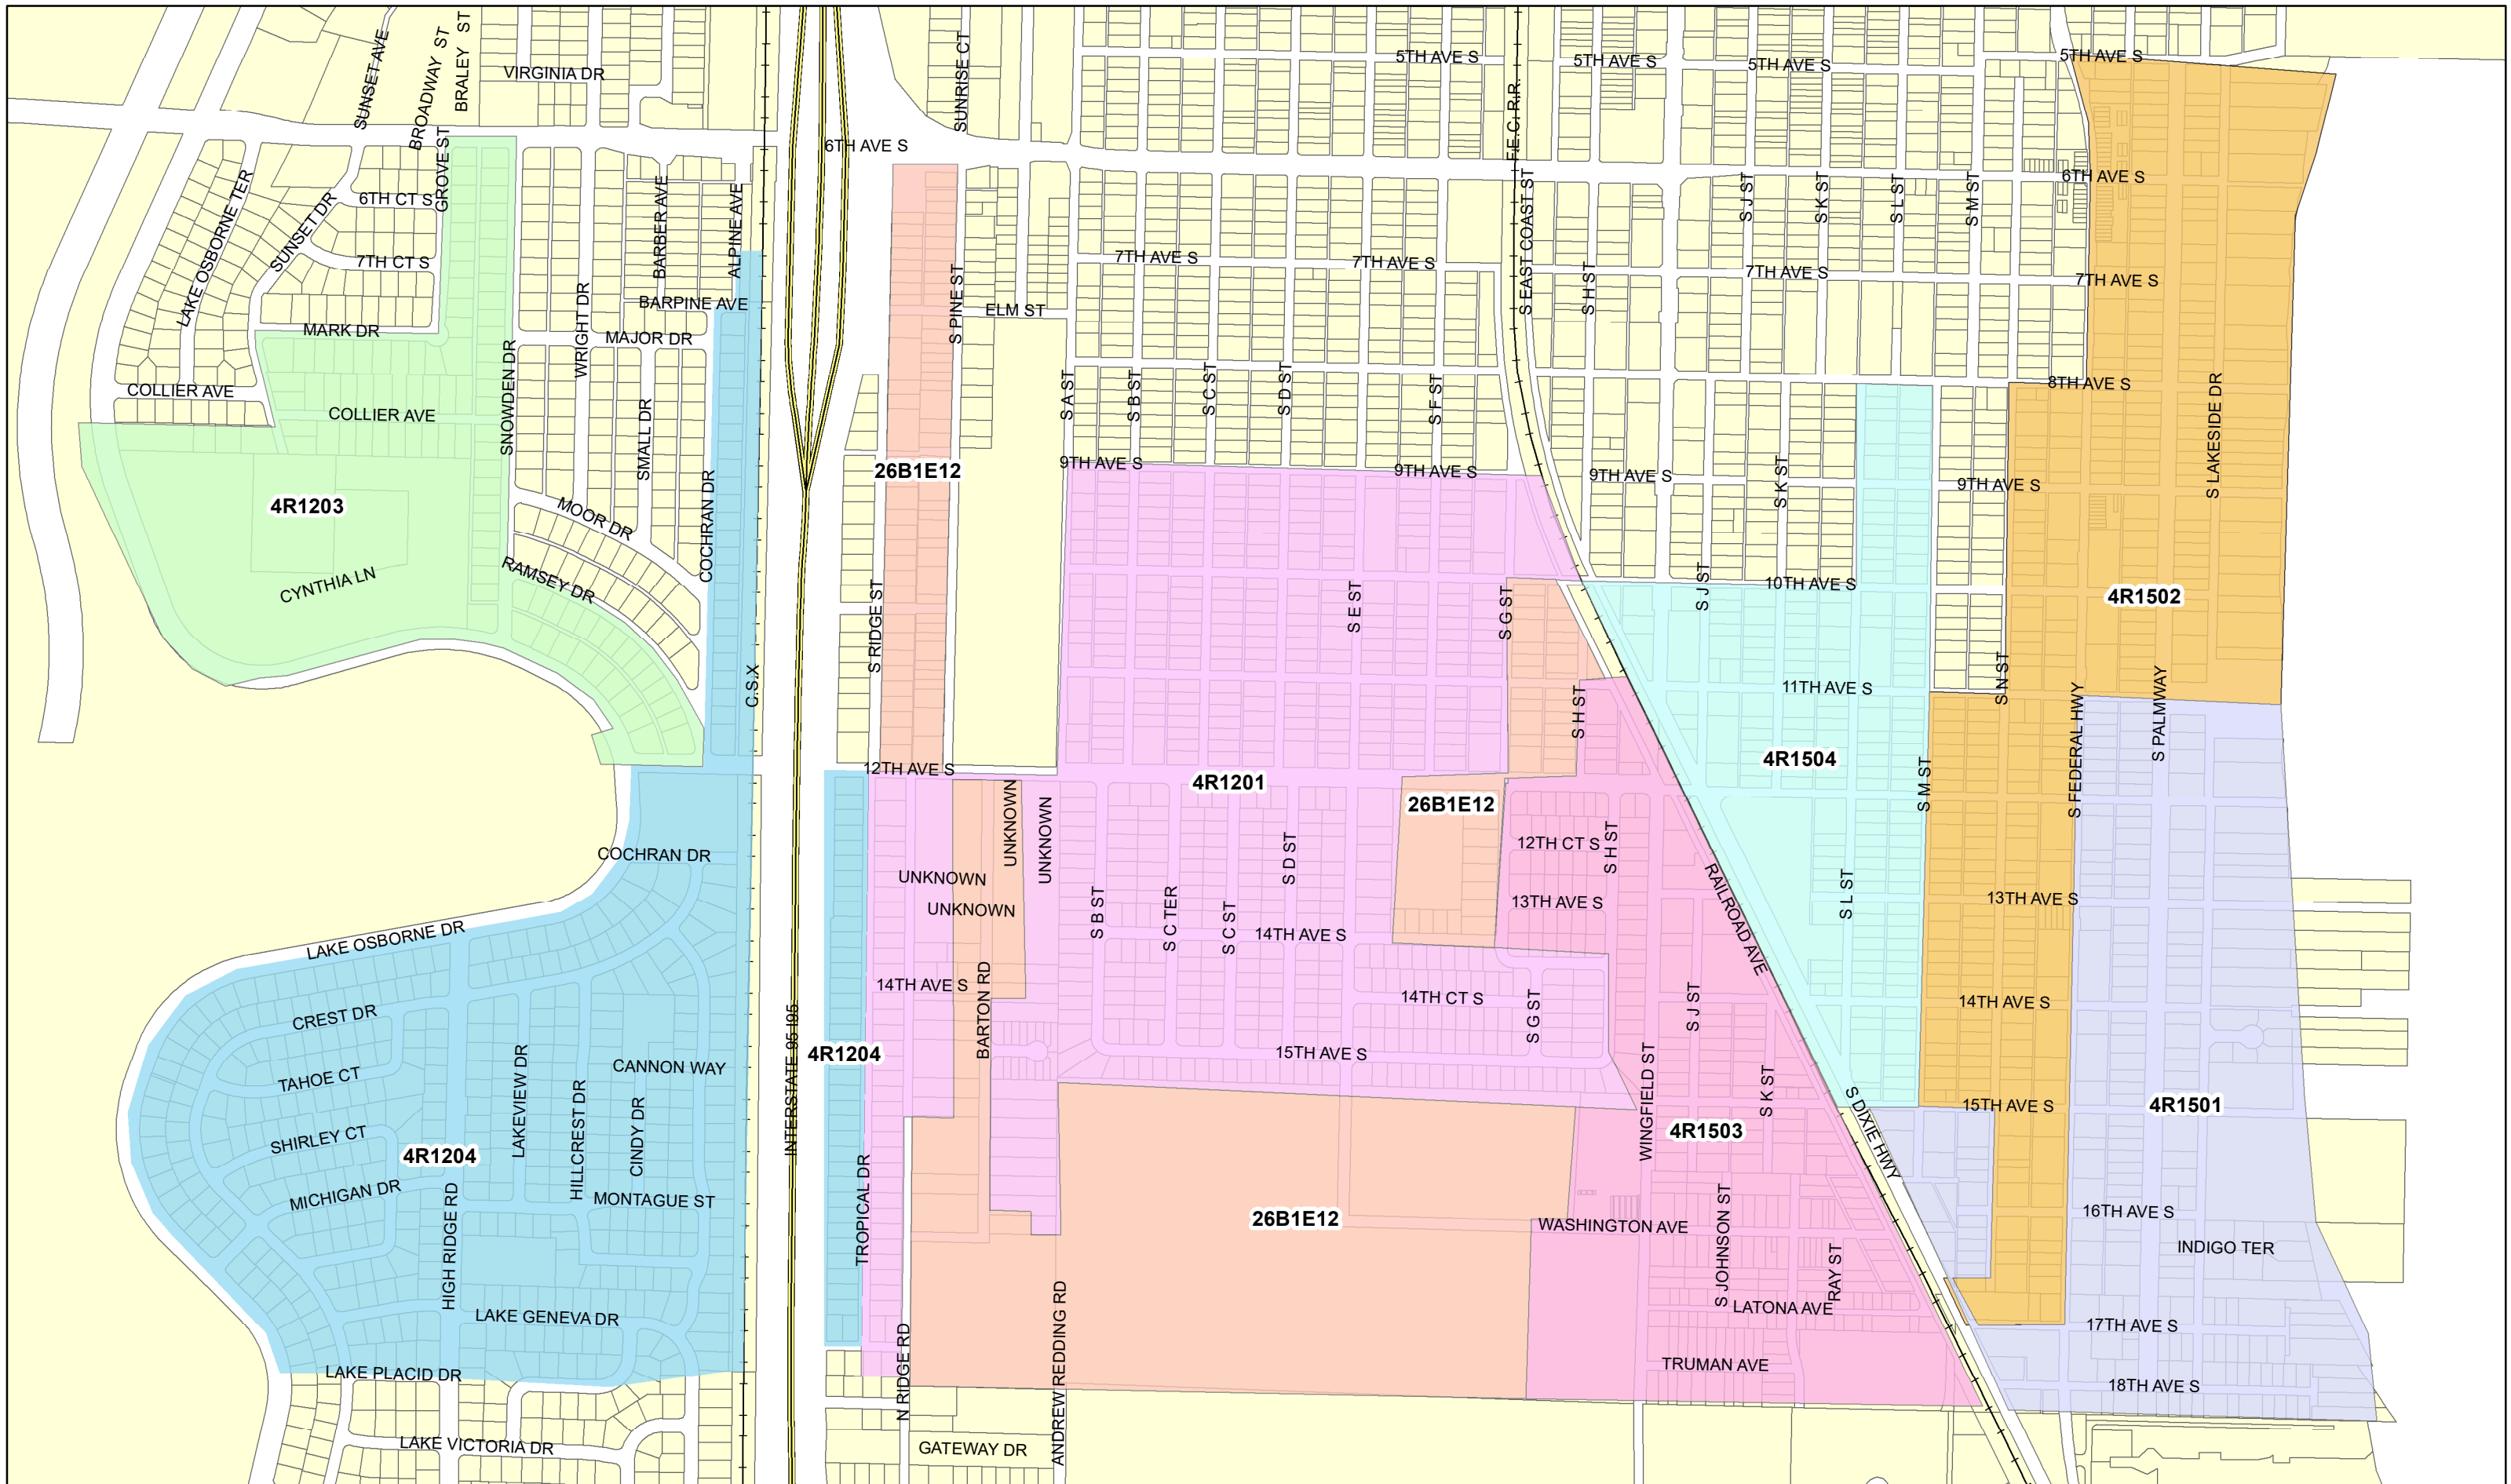 SUNSET AVE
BROADWAY ST
BRALEY ST
VIRGINIA DR
SUNRISE CT
5TH AVE S
5TH AVE S
5TH AVE S
5TH AVE S
F.E.C.I R.R.
6TH AVE S
6TH AVE S
GROVE ST
LAKE OSBORNE TER
SUNSET DR
6TH CT S
7TH CT S
MARK DR
COLLIER AVE
COLLIER AVE
SNOWDEN DR
WRIGHT DR
BARBER AVE
ALPINE AVE
BARPINE AVE
MAJOR DR
SMALL DR
COCHRAN DR
MOOR DR
RAMSEY DR
CYNTHIA LN
4R1203
C.S.X
26B1E12
S RIDGE ST
S PINE ST
ELM ST
7TH AVE S
7TH AVE S
7TH AVE S
7TH AVE S
S EAST COAST ST
S H ST
S J ST
S K ST
S L ST
S M ST
S A ST
S B ST
S C ST
S D ST
S F ST
8TH AVE S
S LAKESIDE DR
9TH AVE S
9TH AVE S
9TH AVE S
9TH AVE S
S K ST
S E ST
S G ST
S J ST
10TH AVE S
4R1502
S H ST
11TH AVE S
S N ST
S FEDERAL HWY
S PALMWAY
12TH AVE S
4R1201
26B1E12
4R1504
S M ST
UNKNOWN
UNKNOWN
UNKNOWN
UNKNOWN
S B ST
S C TER
S C ST
S D ST
12TH CT S
S H ST
13TH AVE S
13TH AVE S
RAILROAD AVE
S L ST
14TH AVE S
14TH AVE S
14TH AVE S
14TH CT S
S G ST
S J ST
BARTON RD
15TH AVE S
15TH AVE S
4R1501
COCHRAN DR
LAKE OSBORNE DR
CREST DR
TAHOE CT
SHIRLEY CT
MICHIGAN DR
4R1204
HIGH RIDGE RD
LAKEVIEW DR
HILLCREST DR
CINDY DR
CANNON WAY
MONTAGUE ST
LAKE GENEVA DR
LAKE PLACID DR
LAKE VICTORIA DR
INTERSTATE 95 I95
4R1204
TROPICAL DR
N RIDGE RD
ANDREW REDDING RD
GATEWAY DR
26B1E12
WINGFIELD ST
4R1503
S K ST
S DIXIE HWY
WASHINGTON AVE
S JOHNSON ST
RAY ST
LATONA AVE
TRUMAN AVE
16TH AVE S
INDIGO TER
17TH AVE S
18TH AVE S